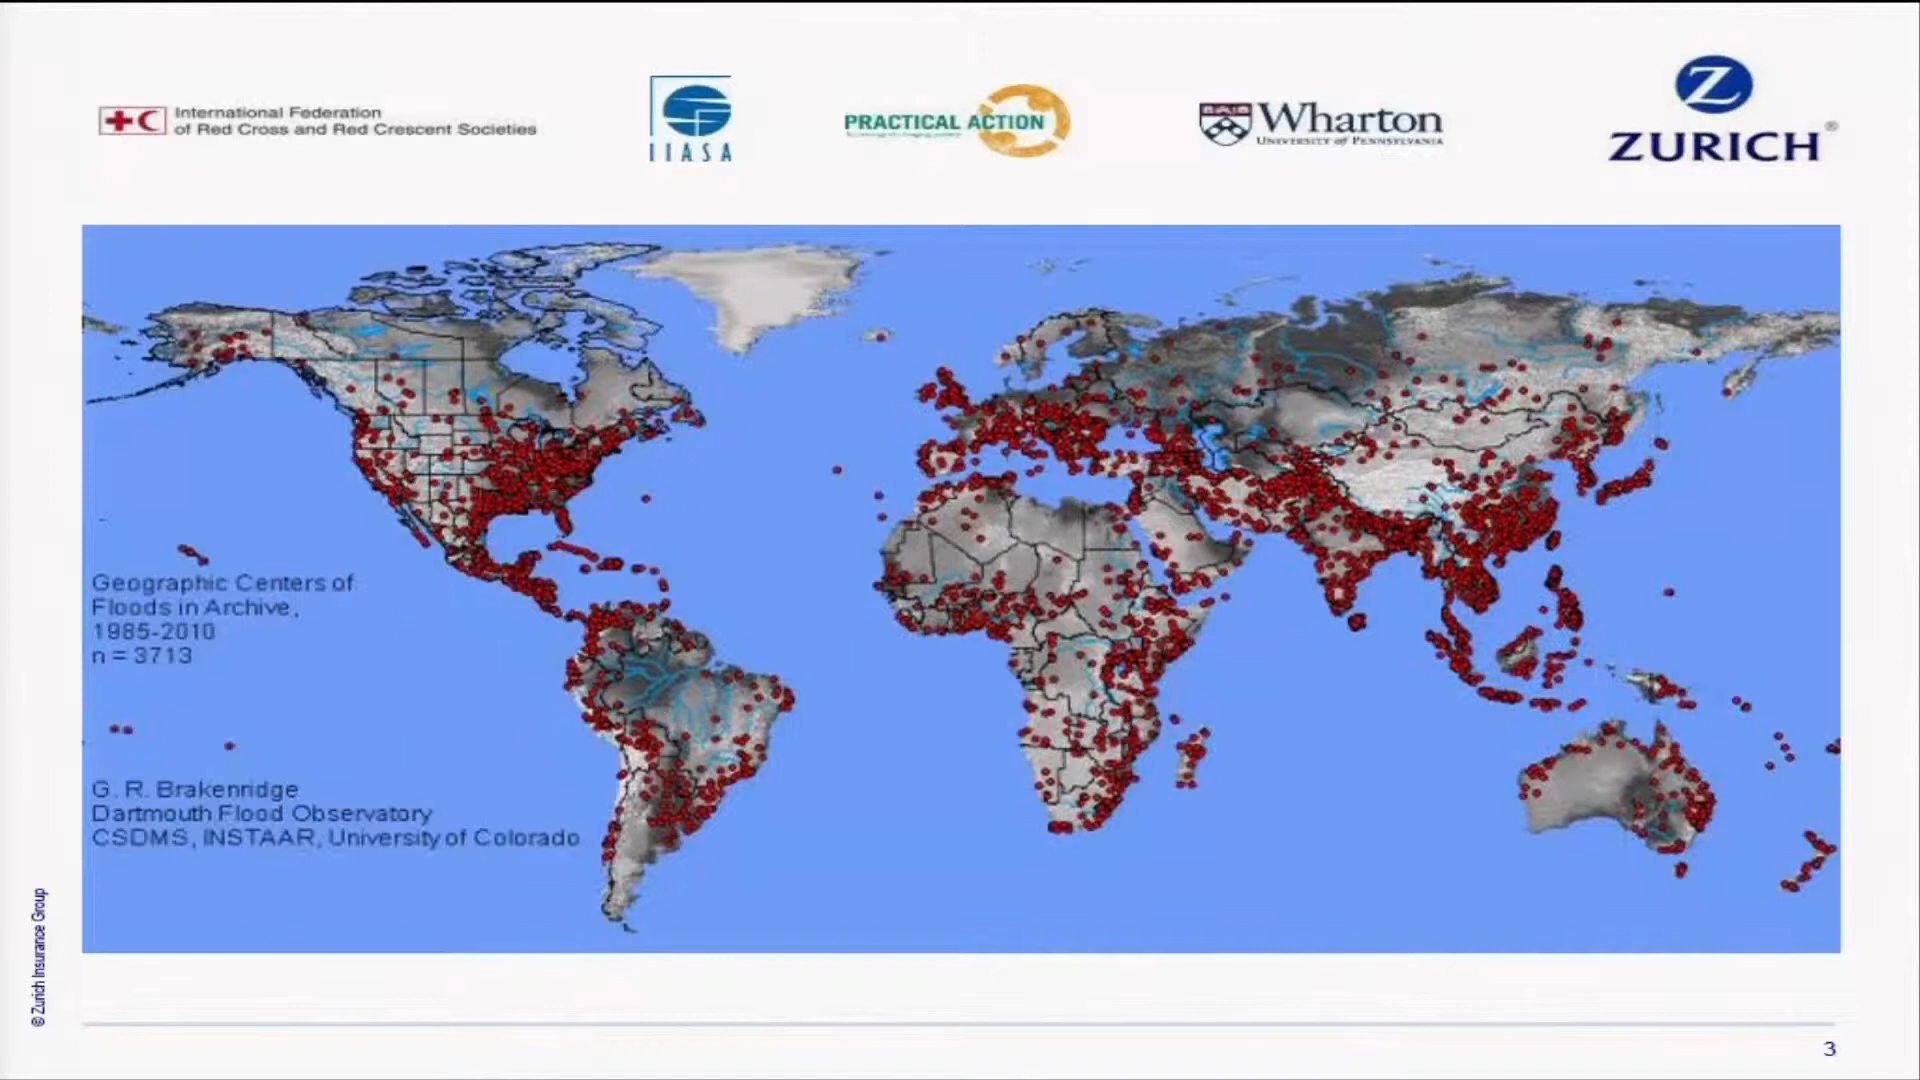 International Federation
of Red Cross and Red Crescent Societies
IIASA
PRACTICAL ACTION
Wharton
UNIVERSITY of PENNSYLVANIA
Z
ZURICH®
Geographic Centers of
Floods in Archive,
1985-2010
n = 3713
G. R. Brakenridge
Dartmouth Flood Observatory
CSDMS, INSTAAR, University of Colorado
© Zurich Insurance Group
3